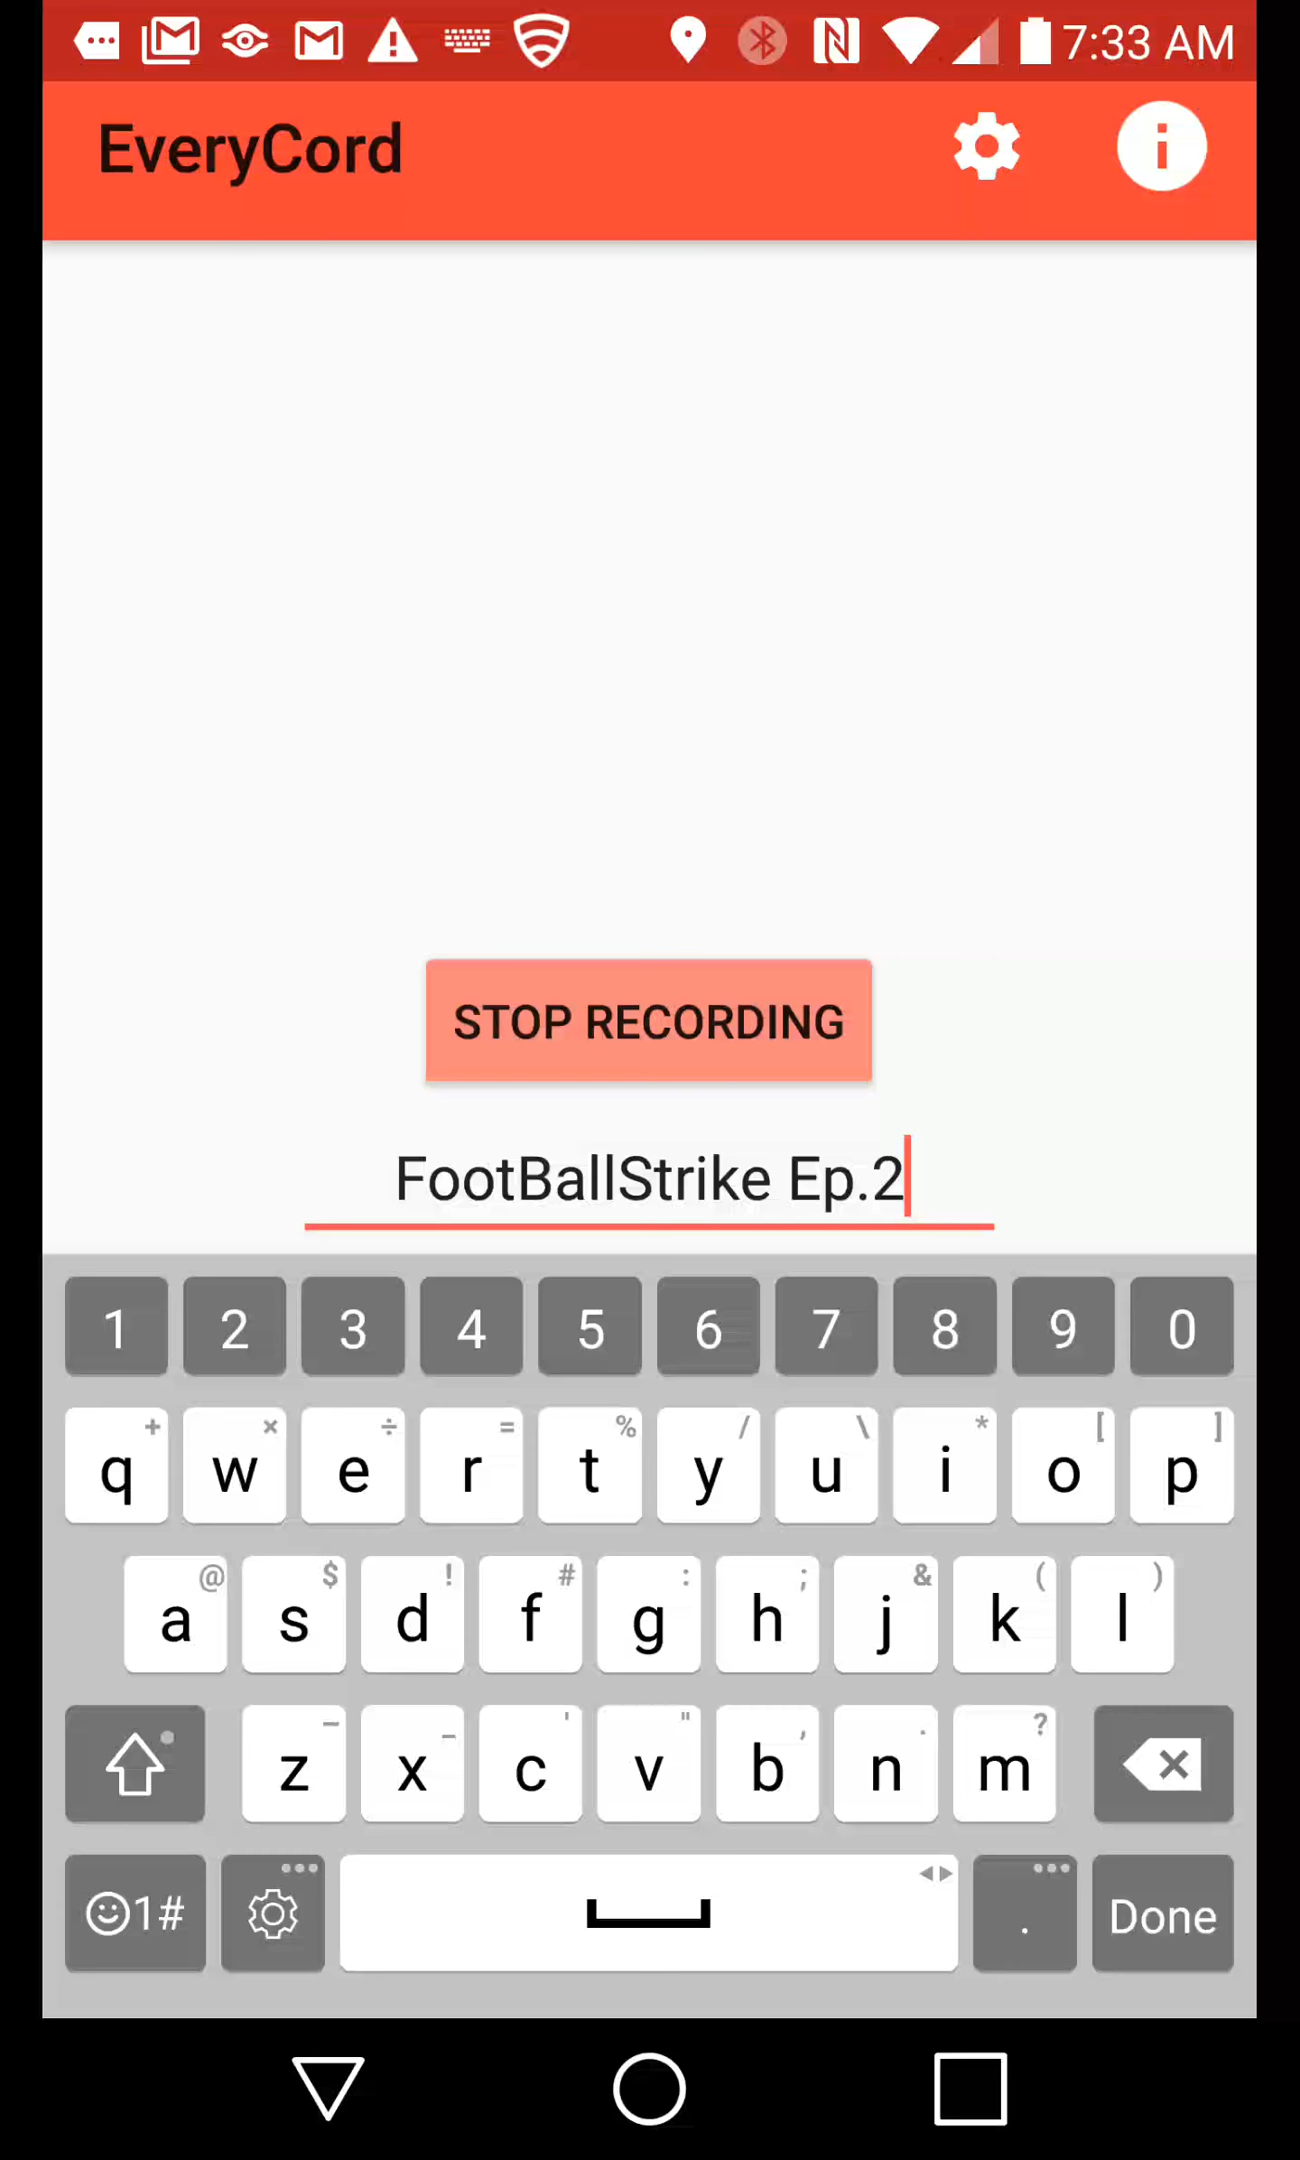 7:33 AM
EveryCord
STOP RECORDING
FootBallStrike Ep.2
1 2 3 4 5 6 7 8 9 0
+ × ÷ = % / \ * [ ]
q w e r t y u i o p
@ $ ! # : ; & ( )
a s d f g h j k l
– _ ' " , . ?
z x c v b n m
1# . Done